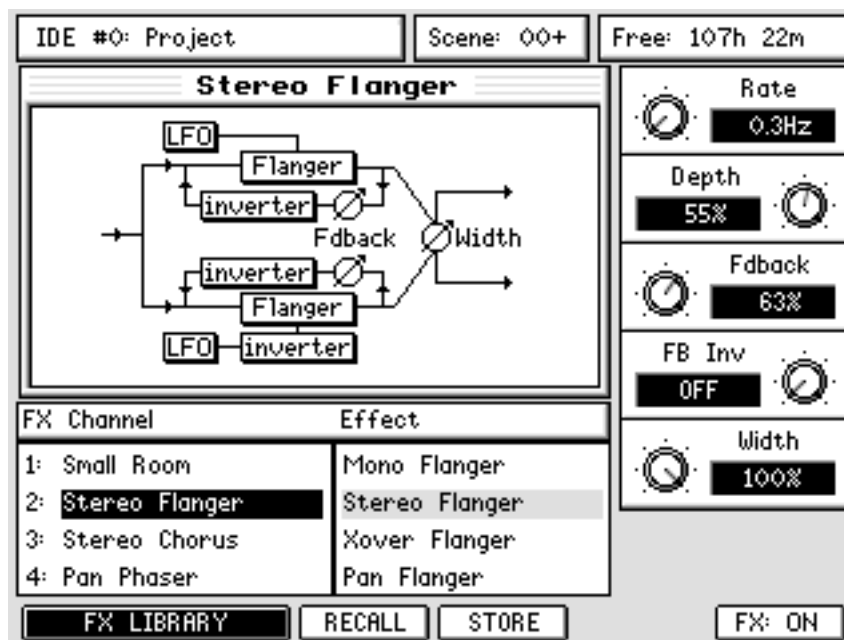 IDE #0: Project
Scene: 00+
Free: 107h 22m
Stereo Flanger
LFO
Flanger
inverter
Fdback
Width
inverter
Flanger
LFO
inverter
Rate
0.3Hz
Depth
55%
Fdback
63%
FB Inv
OFF
Width
100%
FX Channel
Effect
1: Small Room
Mono Flanger
2: Stereo Flanger
Stereo Flanger
3: Stereo Chorus
Xover Flanger
4: Pan Phaser
Pan Flanger
FX LIBRARY
RECALL
STORE
FX: ON